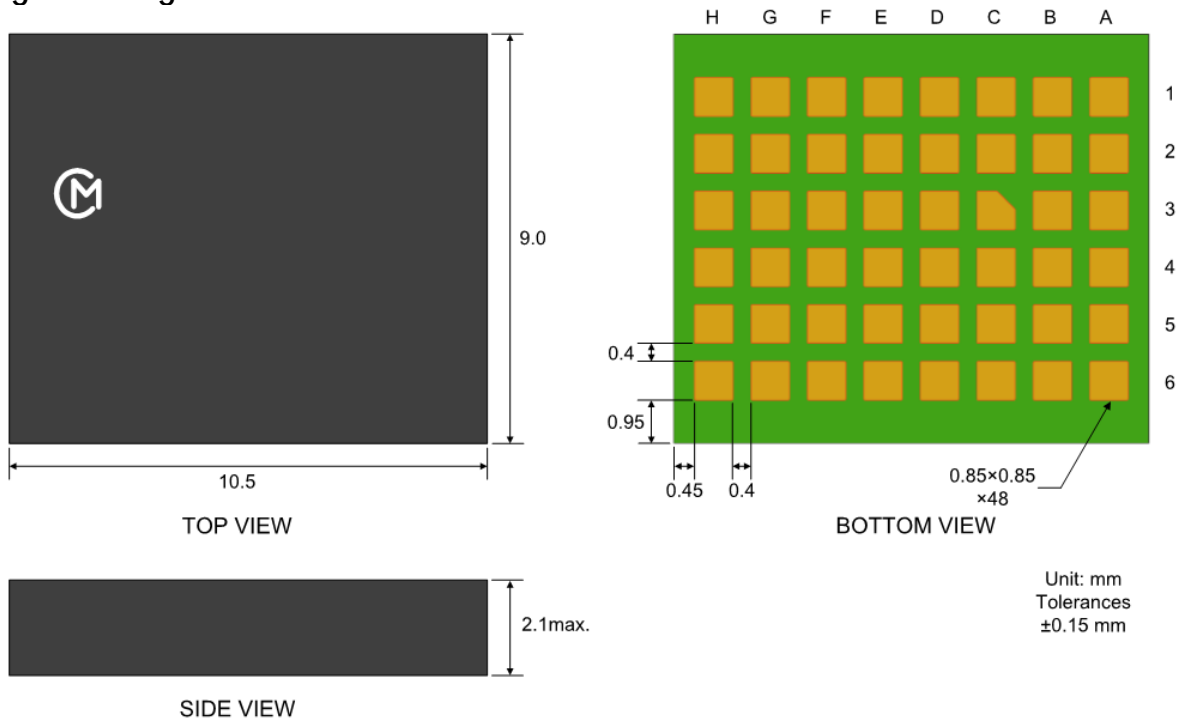 H G F E D C B A
1
2
3
4
5
6
9.0
10.5
TOP VIEW
0.4
0.95
0.45
0.4
0.85×0.85
×48
BOTTOM VIEW
2.1max.
SIDE VIEW
Unit: mm
Tolerances
±0.15 mm